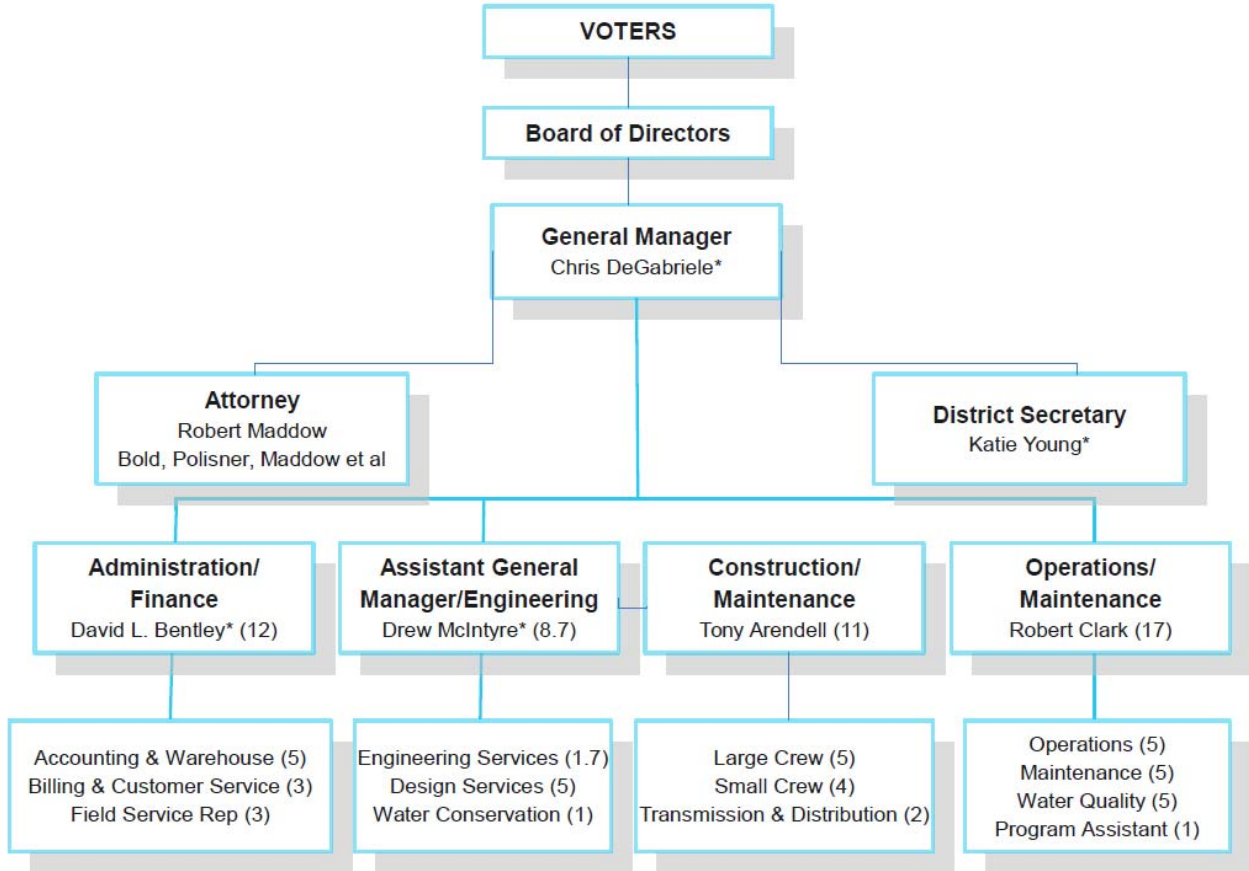 VOTERS
Board of Directors
General Manager
Chris DeGabriele*
Attorney
Robert Maddow
Bold, Polisner, Maddow et al
District Secretary
Katie Young*
Administration/
Finance
David L. Bentley* (12)
Assistant General
Manager/Engineering
Drew McIntyre* (8.7)
Construction/
Maintenance
Tony Arendell (11)
Operations/
Maintenance
Robert Clark (17)
Accounting & Warehouse (5)
Billing & Customer Service (3)
Field Service Rep (3)
Engineering Services (1.7)
Design Services (5)
Water Conservation (1)
Large Crew (5)
Small Crew (4)
Transmission & Distribution (2)
Operations (5)
Maintenance (5)
Water Quality (5)
Program Assistant (1)